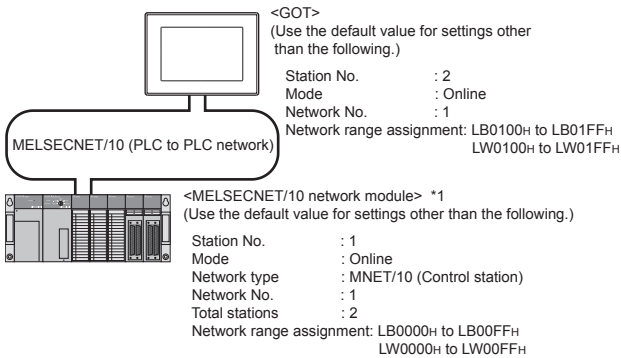 <GOT>
(Use the default value for settings other
than the following.)
Station No. : 2
Mode : Online
Network No. : 1
Network range assignment: LB0100H to LB01FFH
LW0100H to LW01FFH
MELSECNET/10 (PLC to PLC network)
<MELSECNET/10 network module> *1
(Use the default value for settings other than the following.)
Station No. : 1
Mode : Online
Network type : MNET/10 (Control station)
Network No. : 1
Total stations : 2
Network range assignment: LB0000H to LB00FFH
LW0000H to LW00FFH